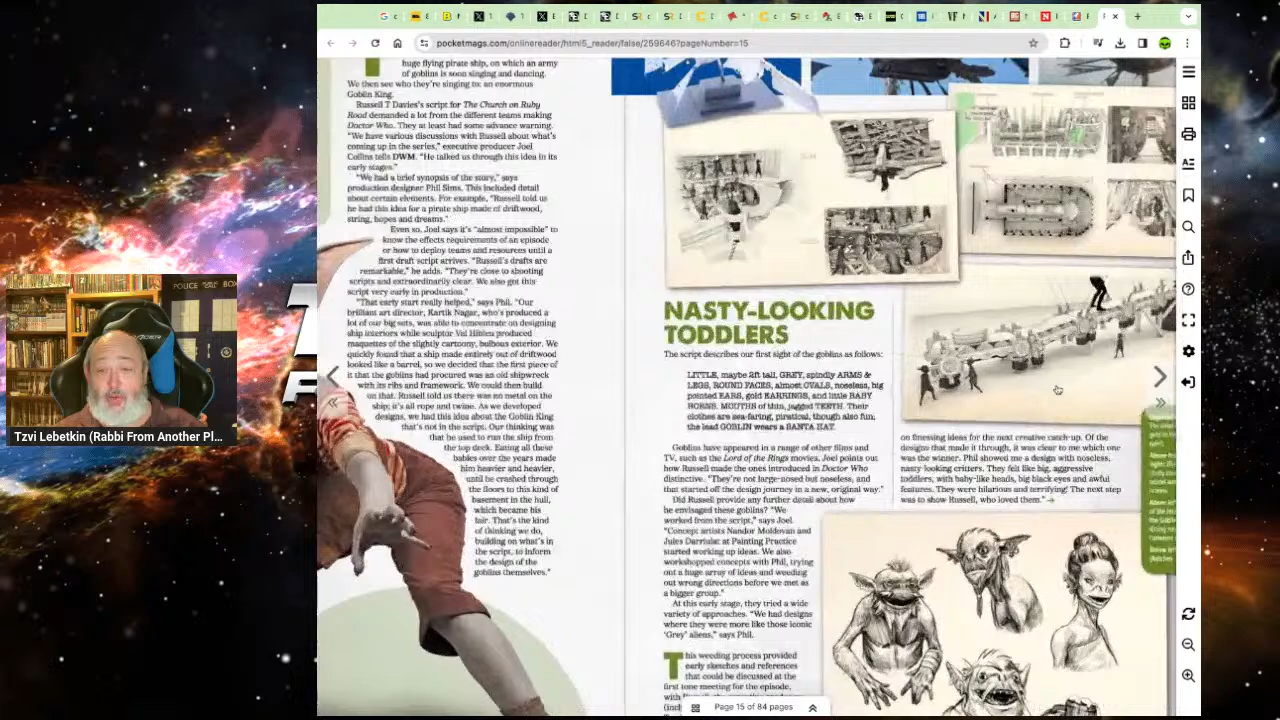 pocketmags.com/onlinereader/html5_reader/false/259646?pageNumber=15
huge flying pirate ship, on which an army
of goblins is soon singing and dancing.
We then see who they're singing to: an enormous
Goblin King.
Russell T Davies's script for The Church on Ruby
Road demanded a lot from the different teams making
Doctor Who. They at least had some advance warning.
"We have various discussions with Russell about what's
coming up in the series," executive producer Joel
Collins tells DWM. "He talked us through this idea in its
early stages."
"We had a brief synopsis of the story," says
production designer Phil Sims. This included detail
about certain elements. For example, "Russell told us
he had this idea for a pirate ship made of driftwood,
string, hopes and dreams."
Even so, Joel says it's "almost impossible" to
know the effects requirements of an episode
or how to deploy teams and resources until a
first draft script arrives. "Russell's drafts are
remarkable," he adds. "They're close to shooting
scripts and extraordinarily clear. We also got this
script very early in production."
"That early start really helped," says Phil. "Our
brilliant art director, Kartik Nagar, who's produced a
lot of our big sets, was able to concentrate on designing
ship interiors while sculptor Val Hiblen produced
maquettes of the slightly cartoony, bulbous exterior. We
quickly found that a ship made entirely out of driftwood
looked like a barrel, so we decided that the first piece of
it that the goblins had procured was an old shipwreck
with its ribs and framework. We could then build
on that. Russell told us there was no metal on the
ship; it's all rope and twine. As we developed
designs, we had this idea about the Goblin King
that's not in the script. Our thinking was
that he used to run the ship from
the top deck. Eating all these
babies over the years made
him heavier and heavier,
until he crashed through
the floors to this kind of
basement in the hull,
which became his
lair. That's the kind
of thinking we do,
building on what's in
the script, to inform
the design of the
goblins themselves."
NASTY-LOOKING
TODDLERS
The script describes our first sight of the goblins as follows:
LITTLE, maybe 2ft tall, GREY, spindly ARMS &
LEGS, ROUND FACES, almost OVALS, noseless, big
pointed EARS, gold EARRINGS, and little BABY
HORNS. MOUTHS of thin, jagged TEETH. Their
clothes are sea-faring, piratical, though also fun;
the lead GOBLIN wears a SANTA HAT.
Goblins have appeared in a range of other films and
TV, such as the Lord of the Rings movies. Joel points out
how Russell made the ones introduced in Doctor Who
distinctive. "They're not large-nosed but noseless, and
that started off the design journey in a new, original way."
Did Russell provide any further detail about how
he envisaged these goblins? "We
worked from the script," says Joel.
"Concept artists Nandor Moldovan and
Jules Darriulat at Painting Practice
started working up ideas. We also
workshopped concepts with Phil, trying
out a huge array of ideas and weeding
out wrong directions before we met as
a bigger group."
At this early stage, they tried a wide
variety of approaches. "We had designs
where they were more like those iconic
'Grey' aliens," says Phil.
This weeding process provided
early sketches and references
that could be discussed at the
first tone meeting for the episode,
with
on finessing ideas for the next creative catch-up. Of the
designs that made it through, it was clear to me which one
was the winner. Phil showed me a design with noseless,
nasty-looking critters. They felt like big, aggressive
toddlers, with baby-like heads, big black eyes and awful
features. They were hilarious and terrifying! The next step
was to show Russell, who loved them." →
Page 15 of 84 pages
POLICE BOX
Tzvi Lebetkin (Rabbi From Another Pl...